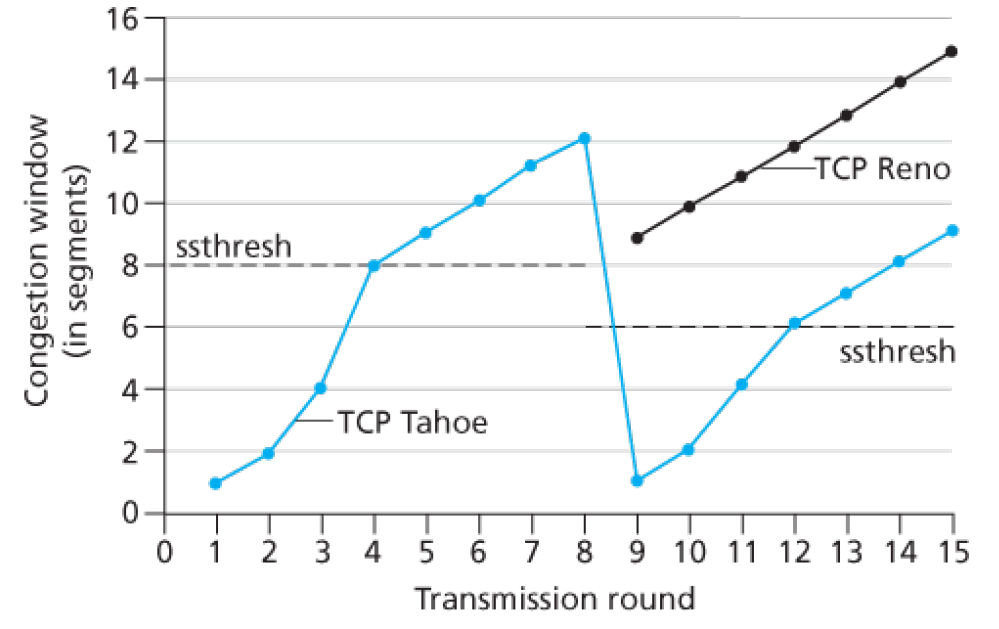 16
14
12
10
8
6
4
2
0
Congestion window
(in segments)
ssthresh
TCP Tahoe
TCP Reno
ssthresh
0 1 2 3 4 5 6 7 8 9 10 11 12 13 14 15
Transmission round